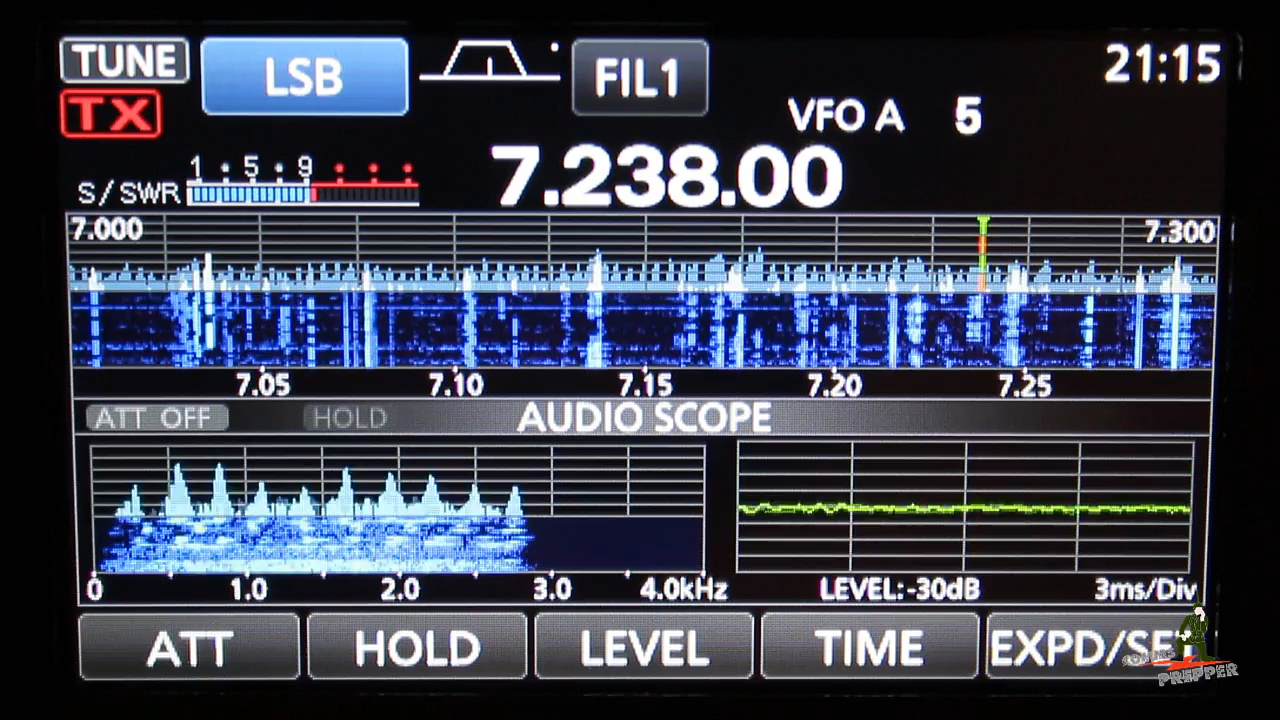 TUNE LSB FIL1 21:15
TX VFO A 5
1 5 9
S/SWR 7.238.00
7.000 7.300
7.05 7.10 7.15 7.20 7.25
ATT OFF HOLD AUDIO SCOPE
0 1.0 2.0 3.0 4.0kHz LEVEL:-30dB 3ms/Div
ATT HOLD LEVEL TIME EXPD/SET
PREPPER